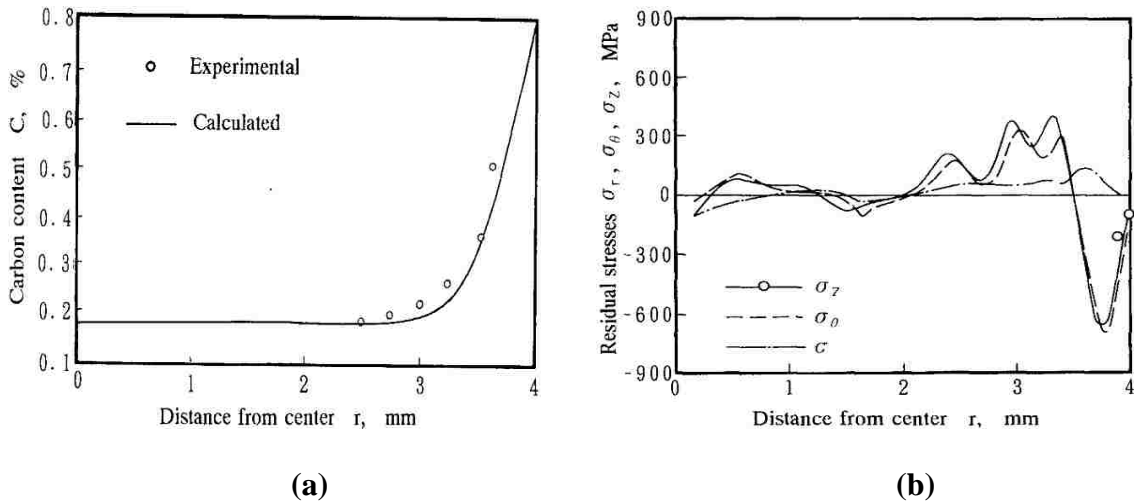 0.8
0.7
0.6
0.5
0.4
0.3
0.2
0.1
Carbon content C, %
Experimental
Calculated
0 1 2 3 4
Distance from center r, mm
(a)
900
600
300
0
-300
-600
-900
Residual stresses σr, σθ, σZ, MPa
σZ
σθ
σ
0 1 2 3 4
Distance from center r, mm
(b)